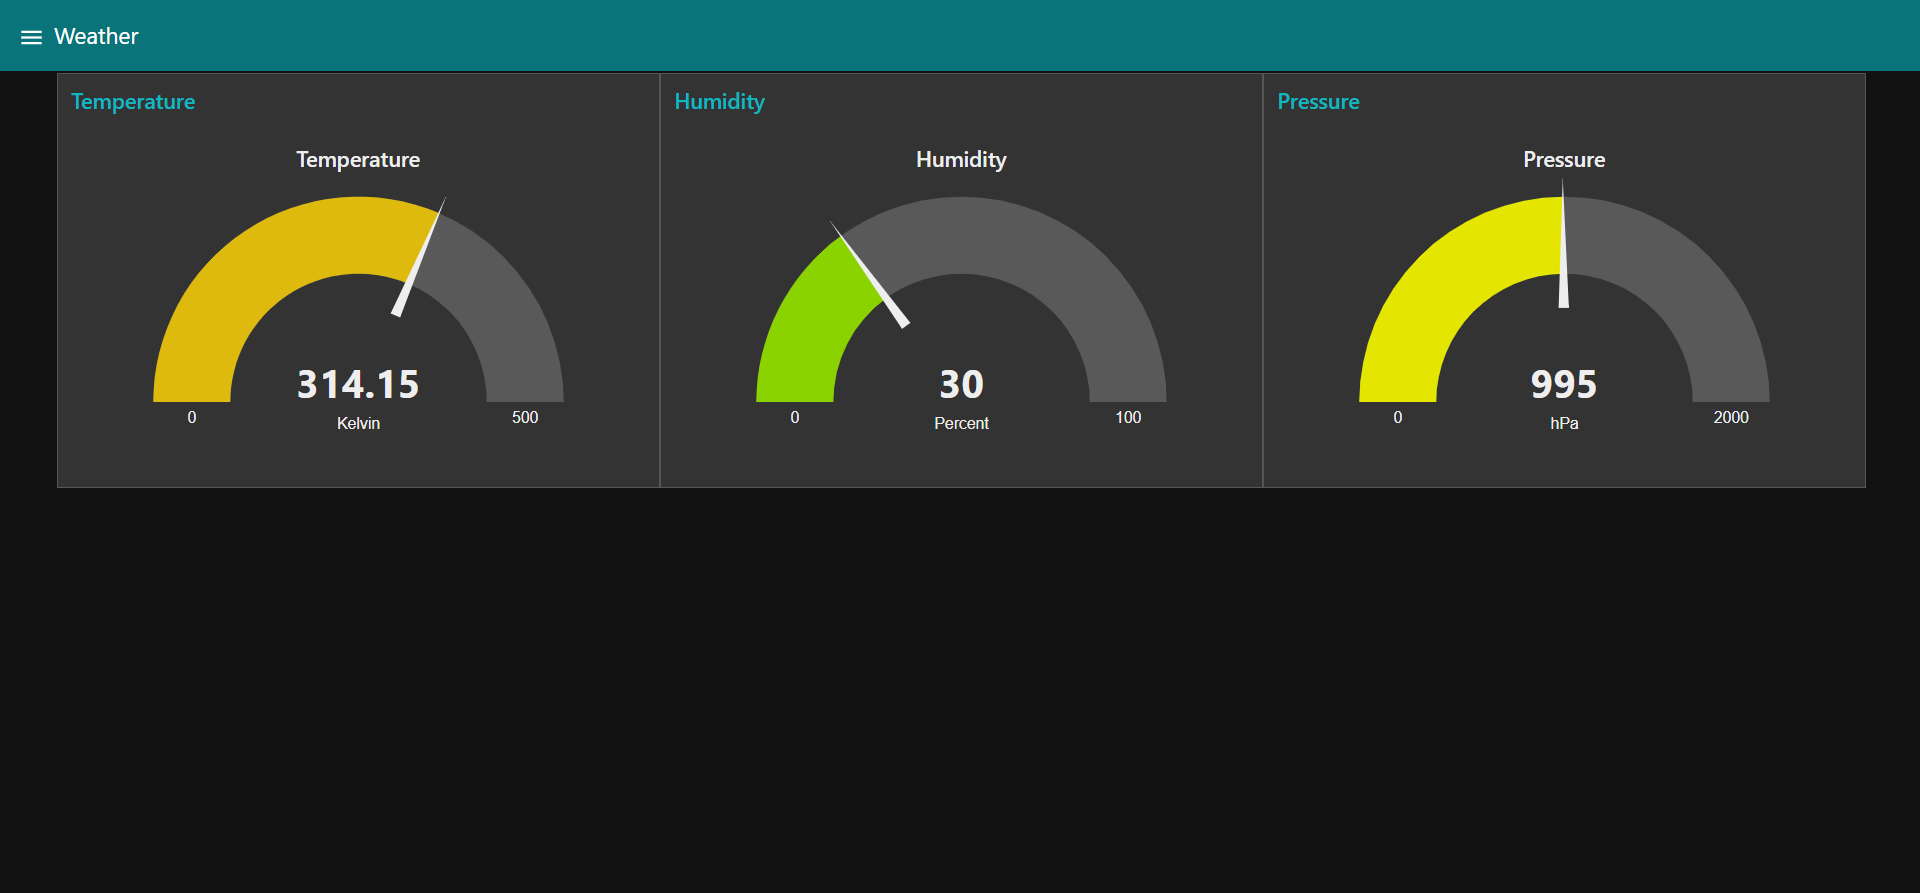 Weather
Temperature
Temperature
314.15
0
Kelvin
500
Humidity
Humidity
30
0
Percent
100
Pressure
Pressure
995
0
hPa
2000